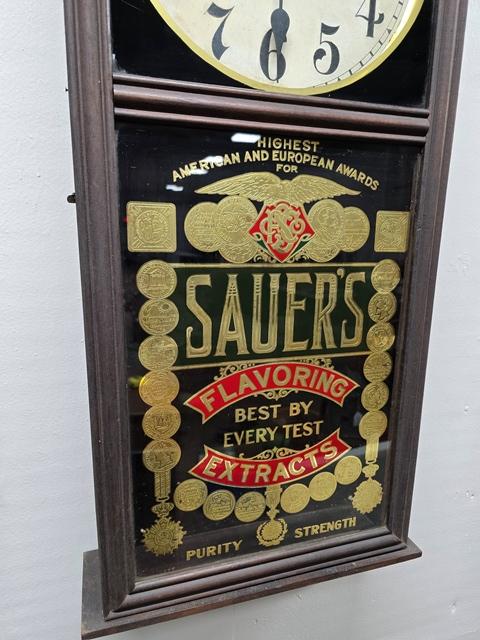 7 6 5 4
HIGHEST
AMERICAN AND EUROPEAN AWARDS
FOR
SAUER'S
FLAVORING
BEST BY
EVERY TEST
EXTRACTS
PURITY STRENGTH